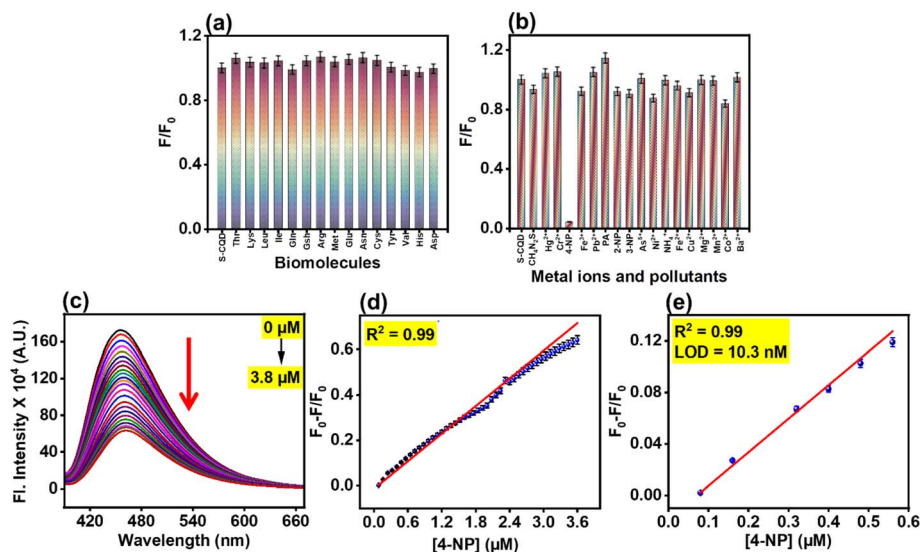 (a)
F/F₀
1.2
0.8
0.4
0.0
S-CQD
Thr
Lys
Leu
Ile
Gln
Gsh
Arg
Met
Glu
Asn
Cys
Tyr
Val
His
Asp
Biomolecules
(b)
F/F₀
1.2
0.8
0.4
0.0
S-CQD
CH₄N₂S
Hg²⁺
Cr²⁺
4-NP
Fe³⁺
Pb²⁺
PA
2-NP
3-NP
As⁵⁺
Ni²⁺
NH₄⁺
Fe²⁺
Cu²⁺
Mg²⁺
Mn²⁺
Co²⁺
Ba²⁺
Metal ions and pollutants
(c)
Fl. Intensity X 10⁴ (A.U.)
160
120
80
40
0
0 µM
3.8 µM
420 480 540 600 660
Wavelength (nm)
(d)
R² = 0.99
F₀-F/F₀
0.6
0.4
0.2
0.0
0.0 0.6 1.2 1.8 2.4 3.0 3.6
[4-NP] (µM)
(e)
R² = 0.99
LOD = 10.3 nM
F₀-F/F₀
0.12
0.08
0.04
0.00
0.0 0.1 0.2 0.3 0.4 0.5 0.6
[4-NP] (µM)